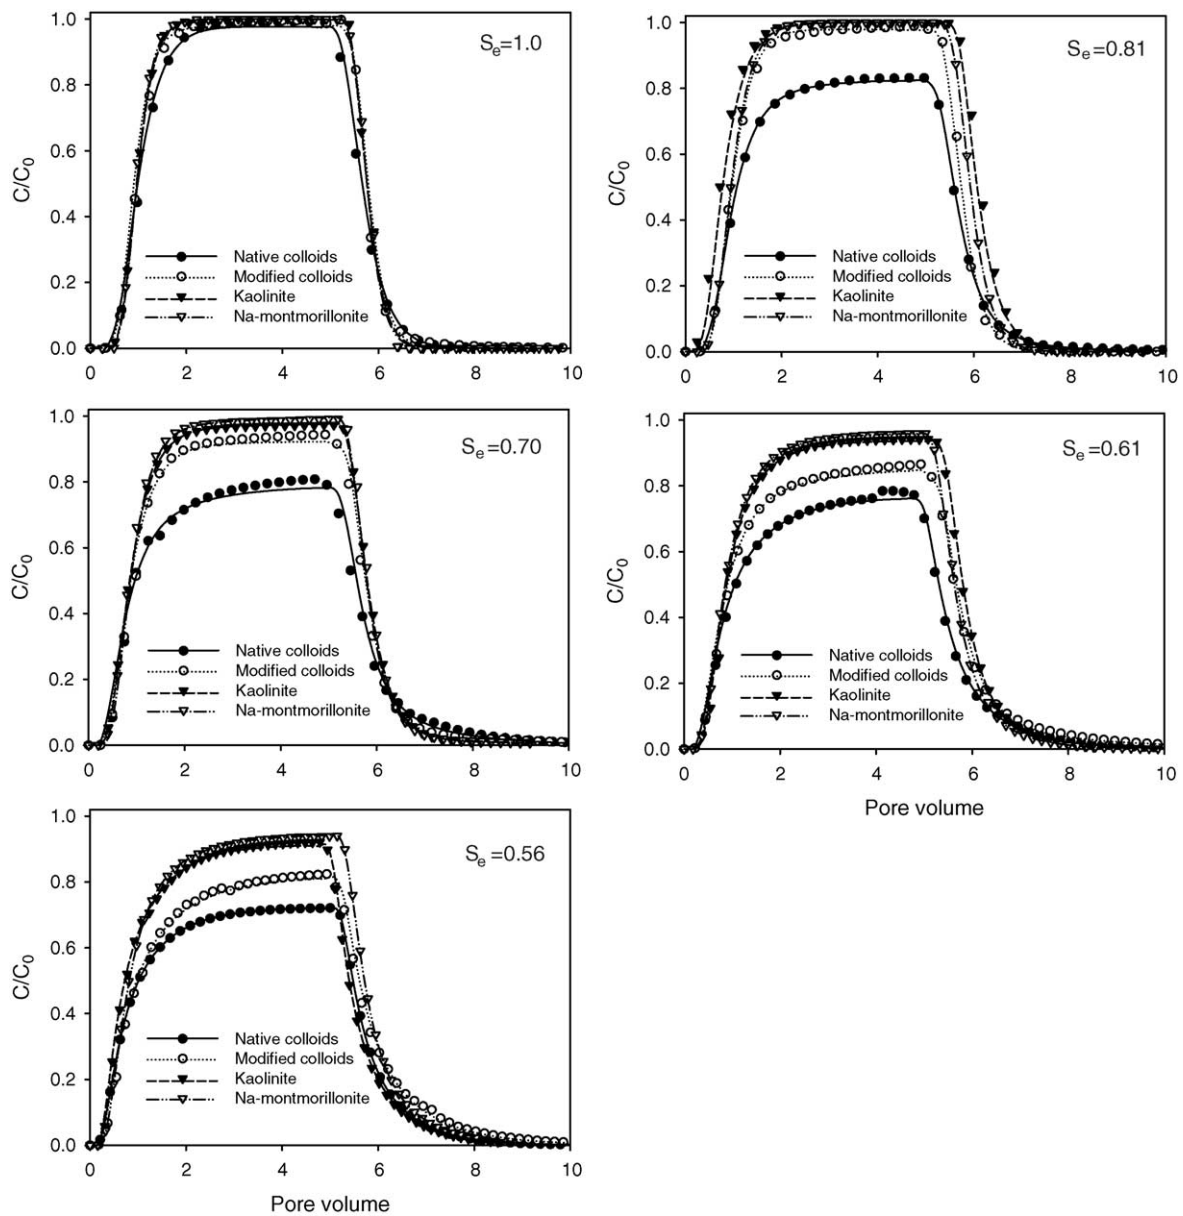 1.0
0.8
0.6
0.4
0.2
0.0
C/C0
Se=1.0
Native colloids
Modified colloids
Kaolinite
Na-montmorillonite
0 2 4 6 8 10
1.0
0.8
0.6
0.4
0.2
0.0
C/C0
Se=0.81
Native colloids
Modified colloids
Kaolinite
Na-montmorillonite
0 2 4 6 8 10
1.0
0.8
0.6
0.4
0.2
0.0
C/C0
Se=0.70
Native colloids
Modified colloids
Kaolinite
Na-montmorillonite
0 2 4 6 8 10
1.0
0.8
0.6
0.4
0.2
0.0
C/C0
Se=0.61
Native colloids
Modified colloids
Kaolinite
Na-montmorillonite
0 2 4 6 8 10
Pore volume
1.0
0.8
0.6
0.4
0.2
0.0
C/C0
Se=0.56
Native colloids
Modified colloids
Kaolinite
Na-montmorillonite
0 2 4 6 8 10
Pore volume